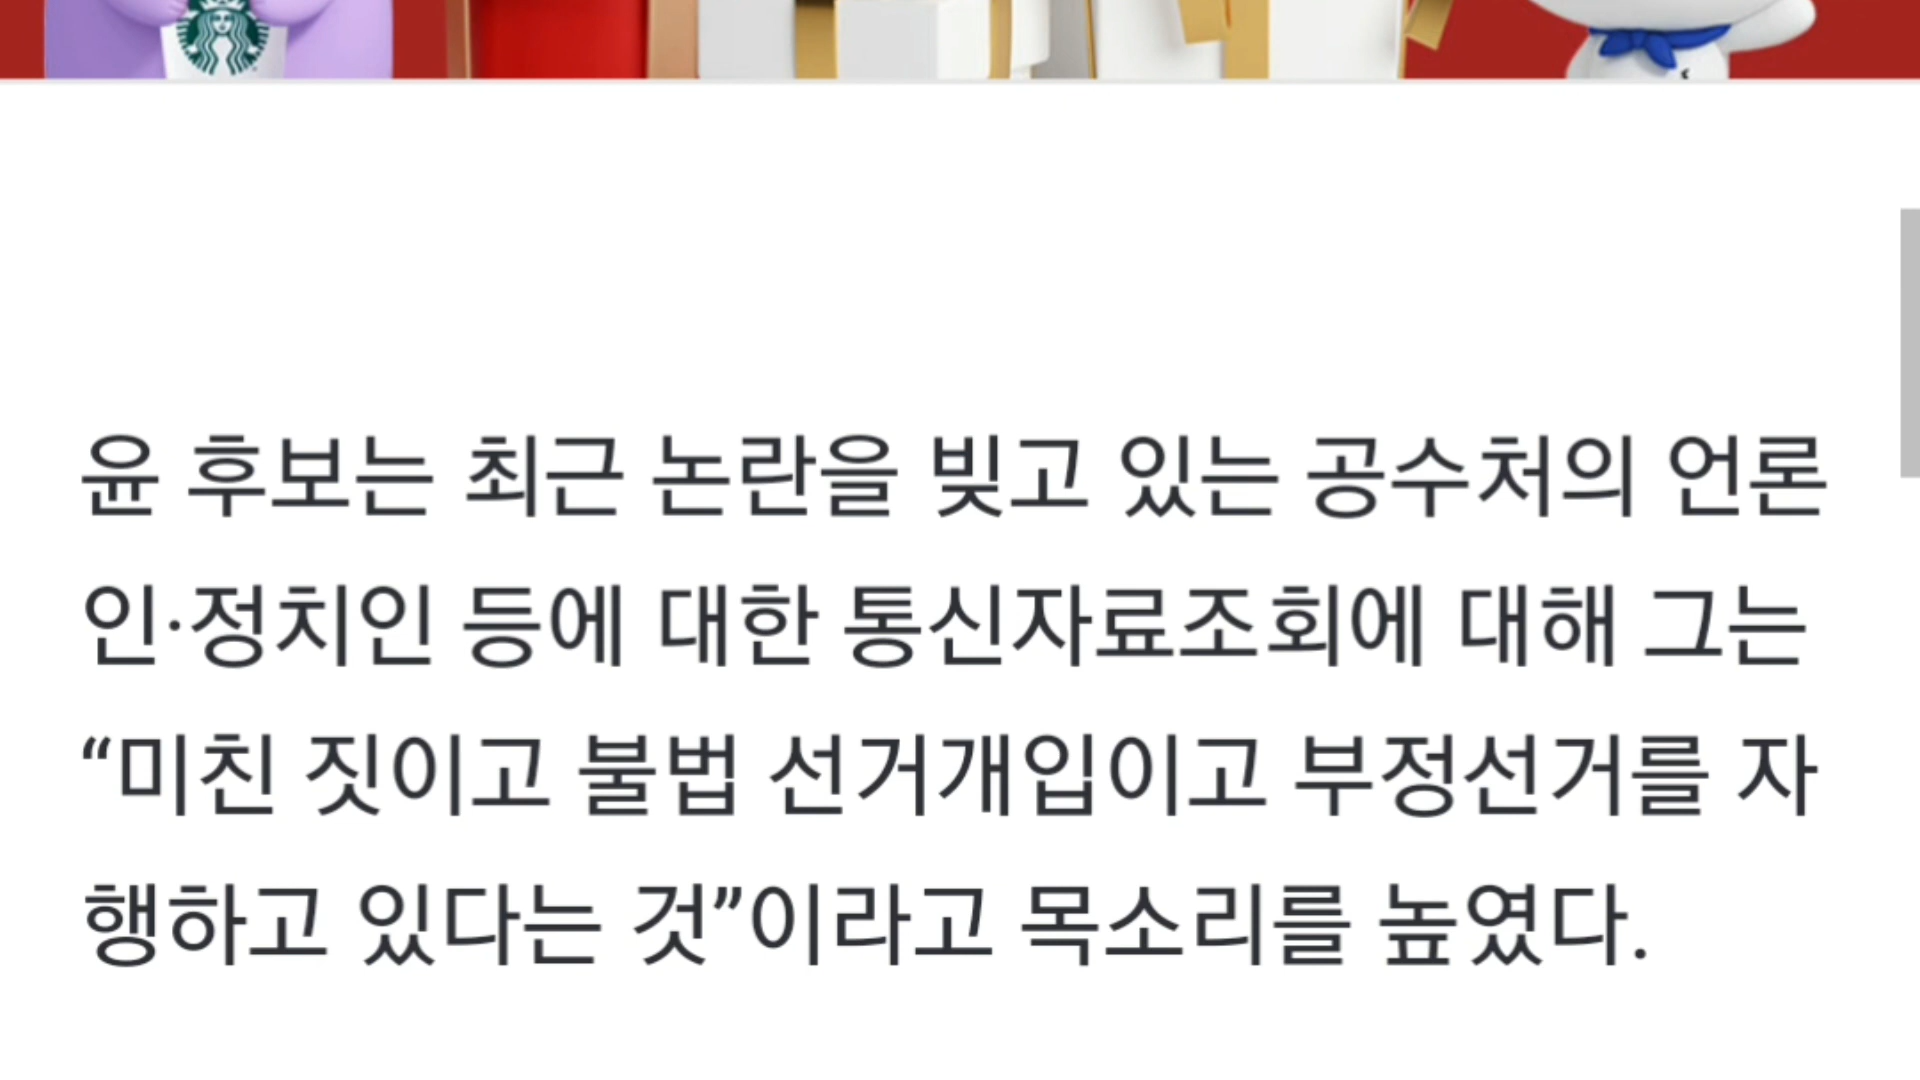 윤 후보는 최근 논란을 빚고 있는 공수처의 언론
인·정치인 등에 대한 통신자료조회에 대해 그는
“미친 짓이고 불법 선거개입이고 부정선거를 자
행하고 있다는 것”이라고 목소리를 높였다.